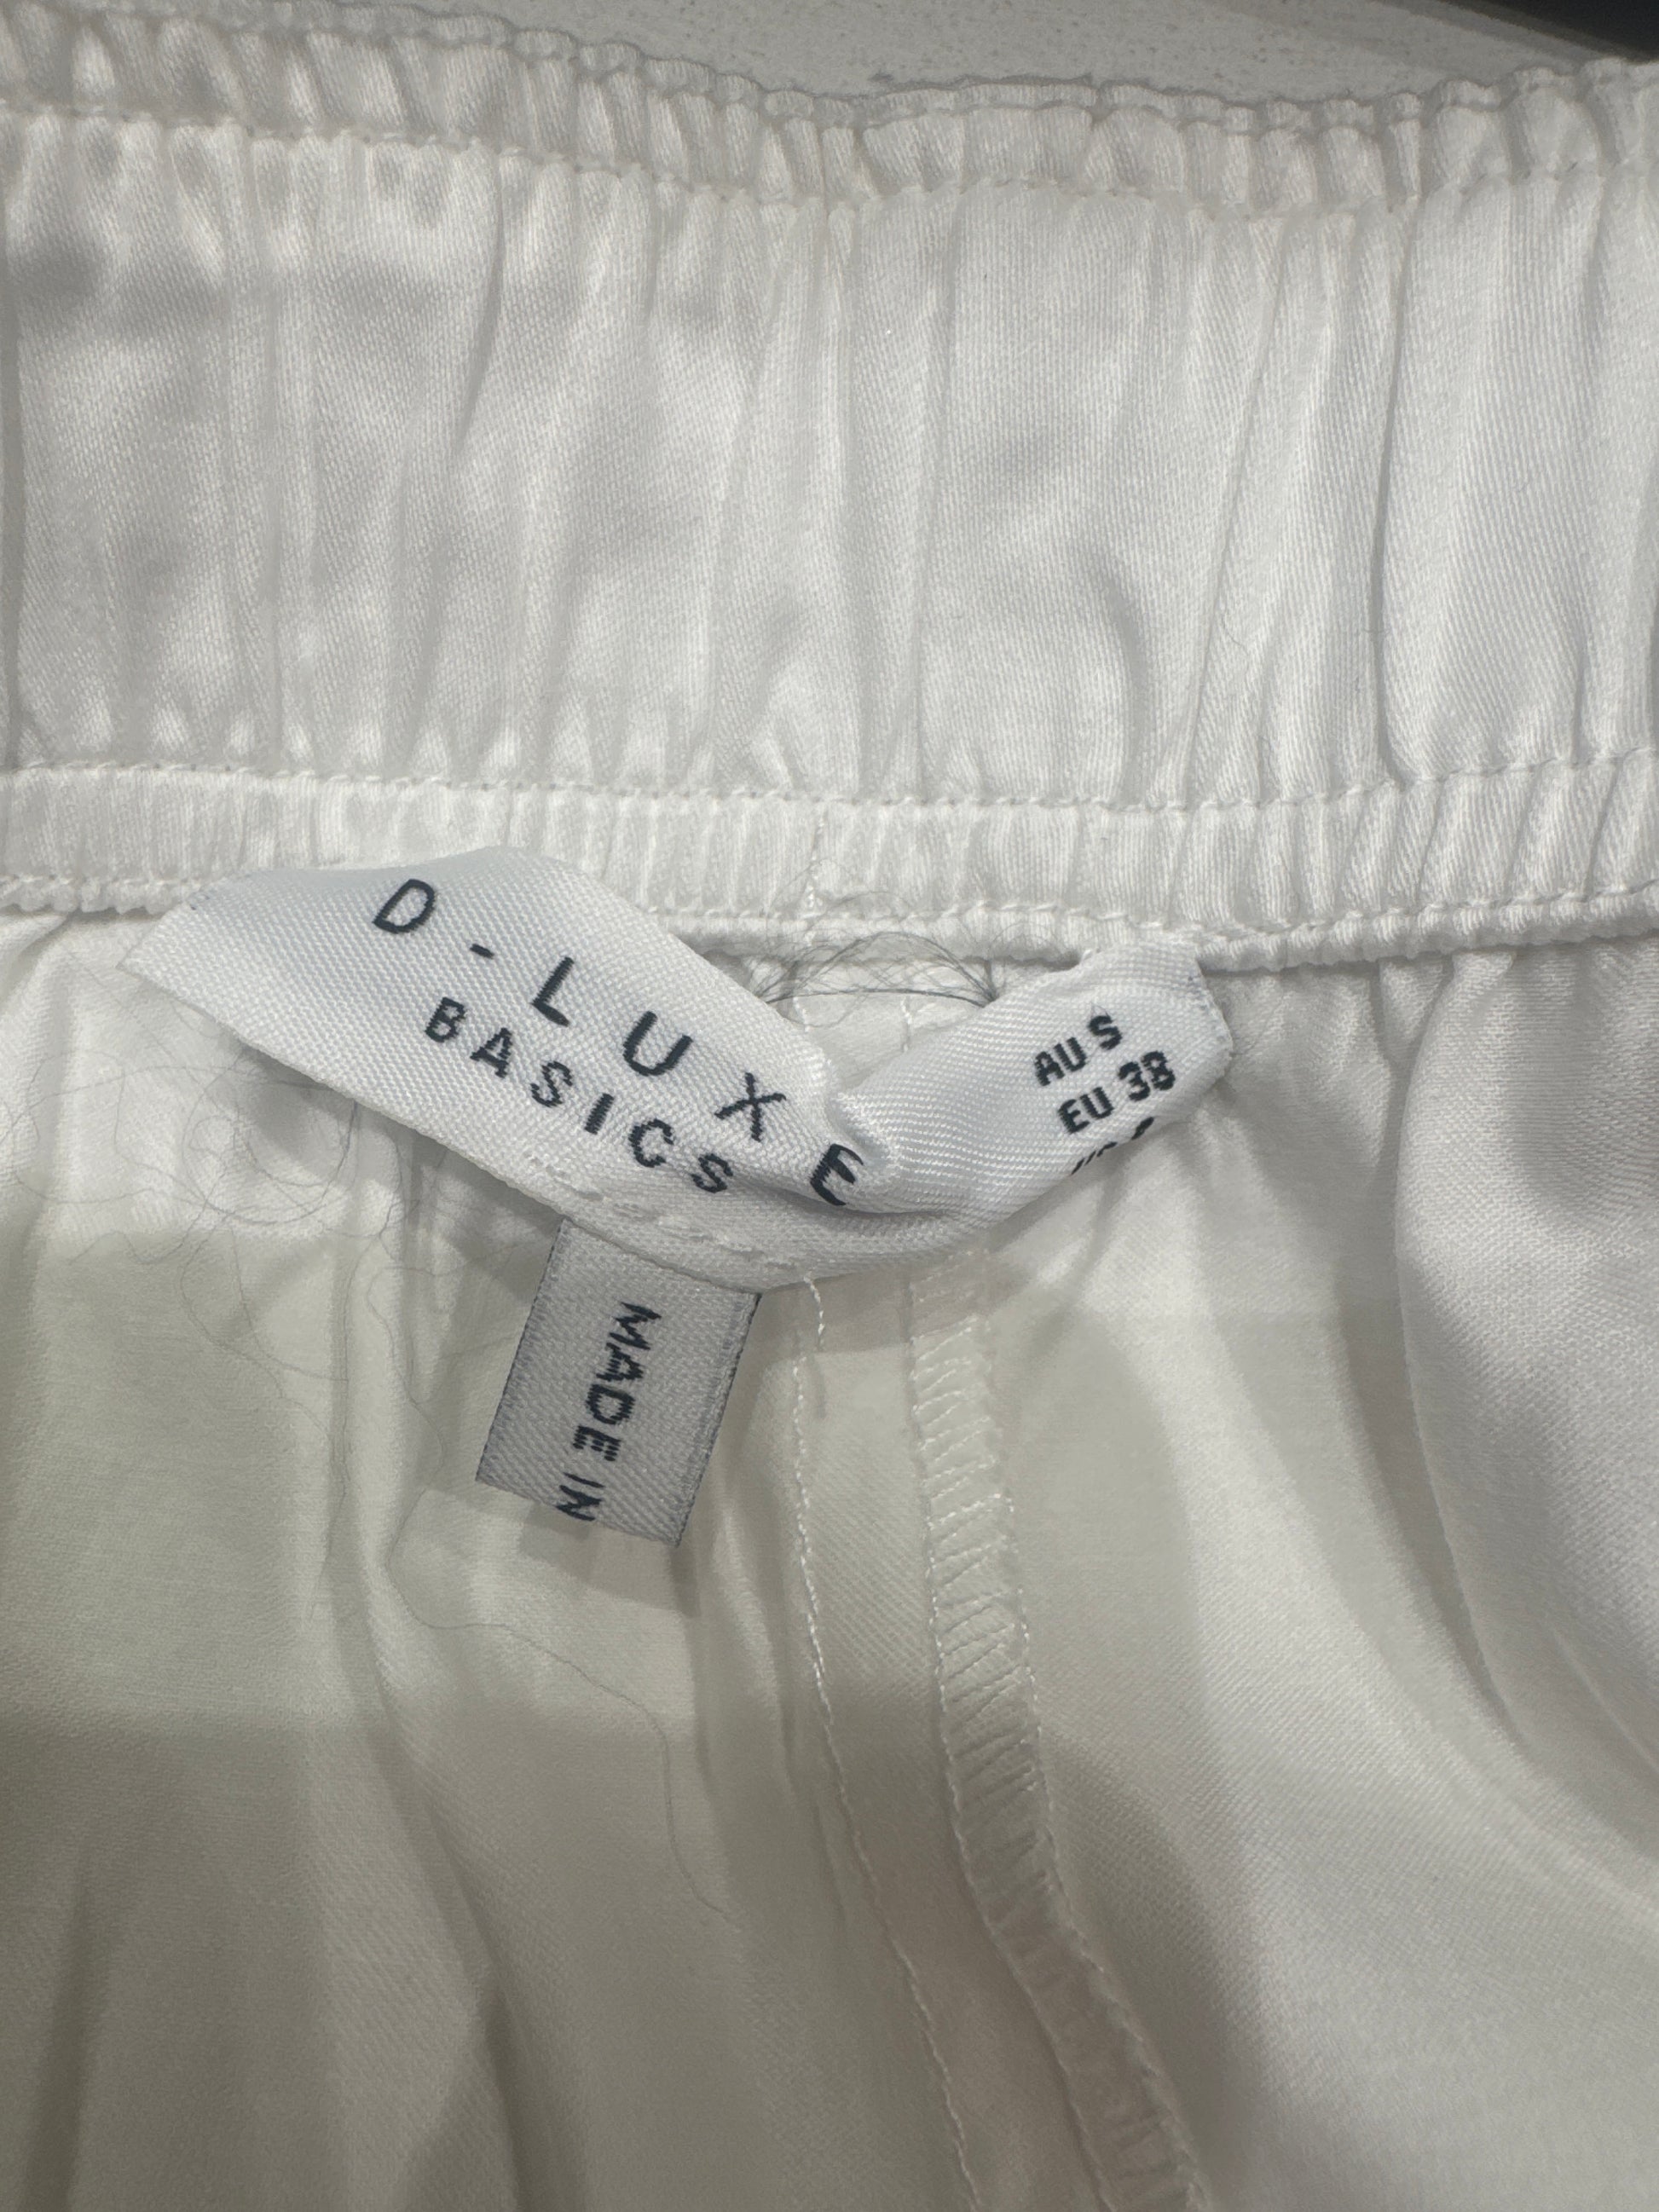 D-LUXE
BASICS
AU S
EU 38
MADE IN